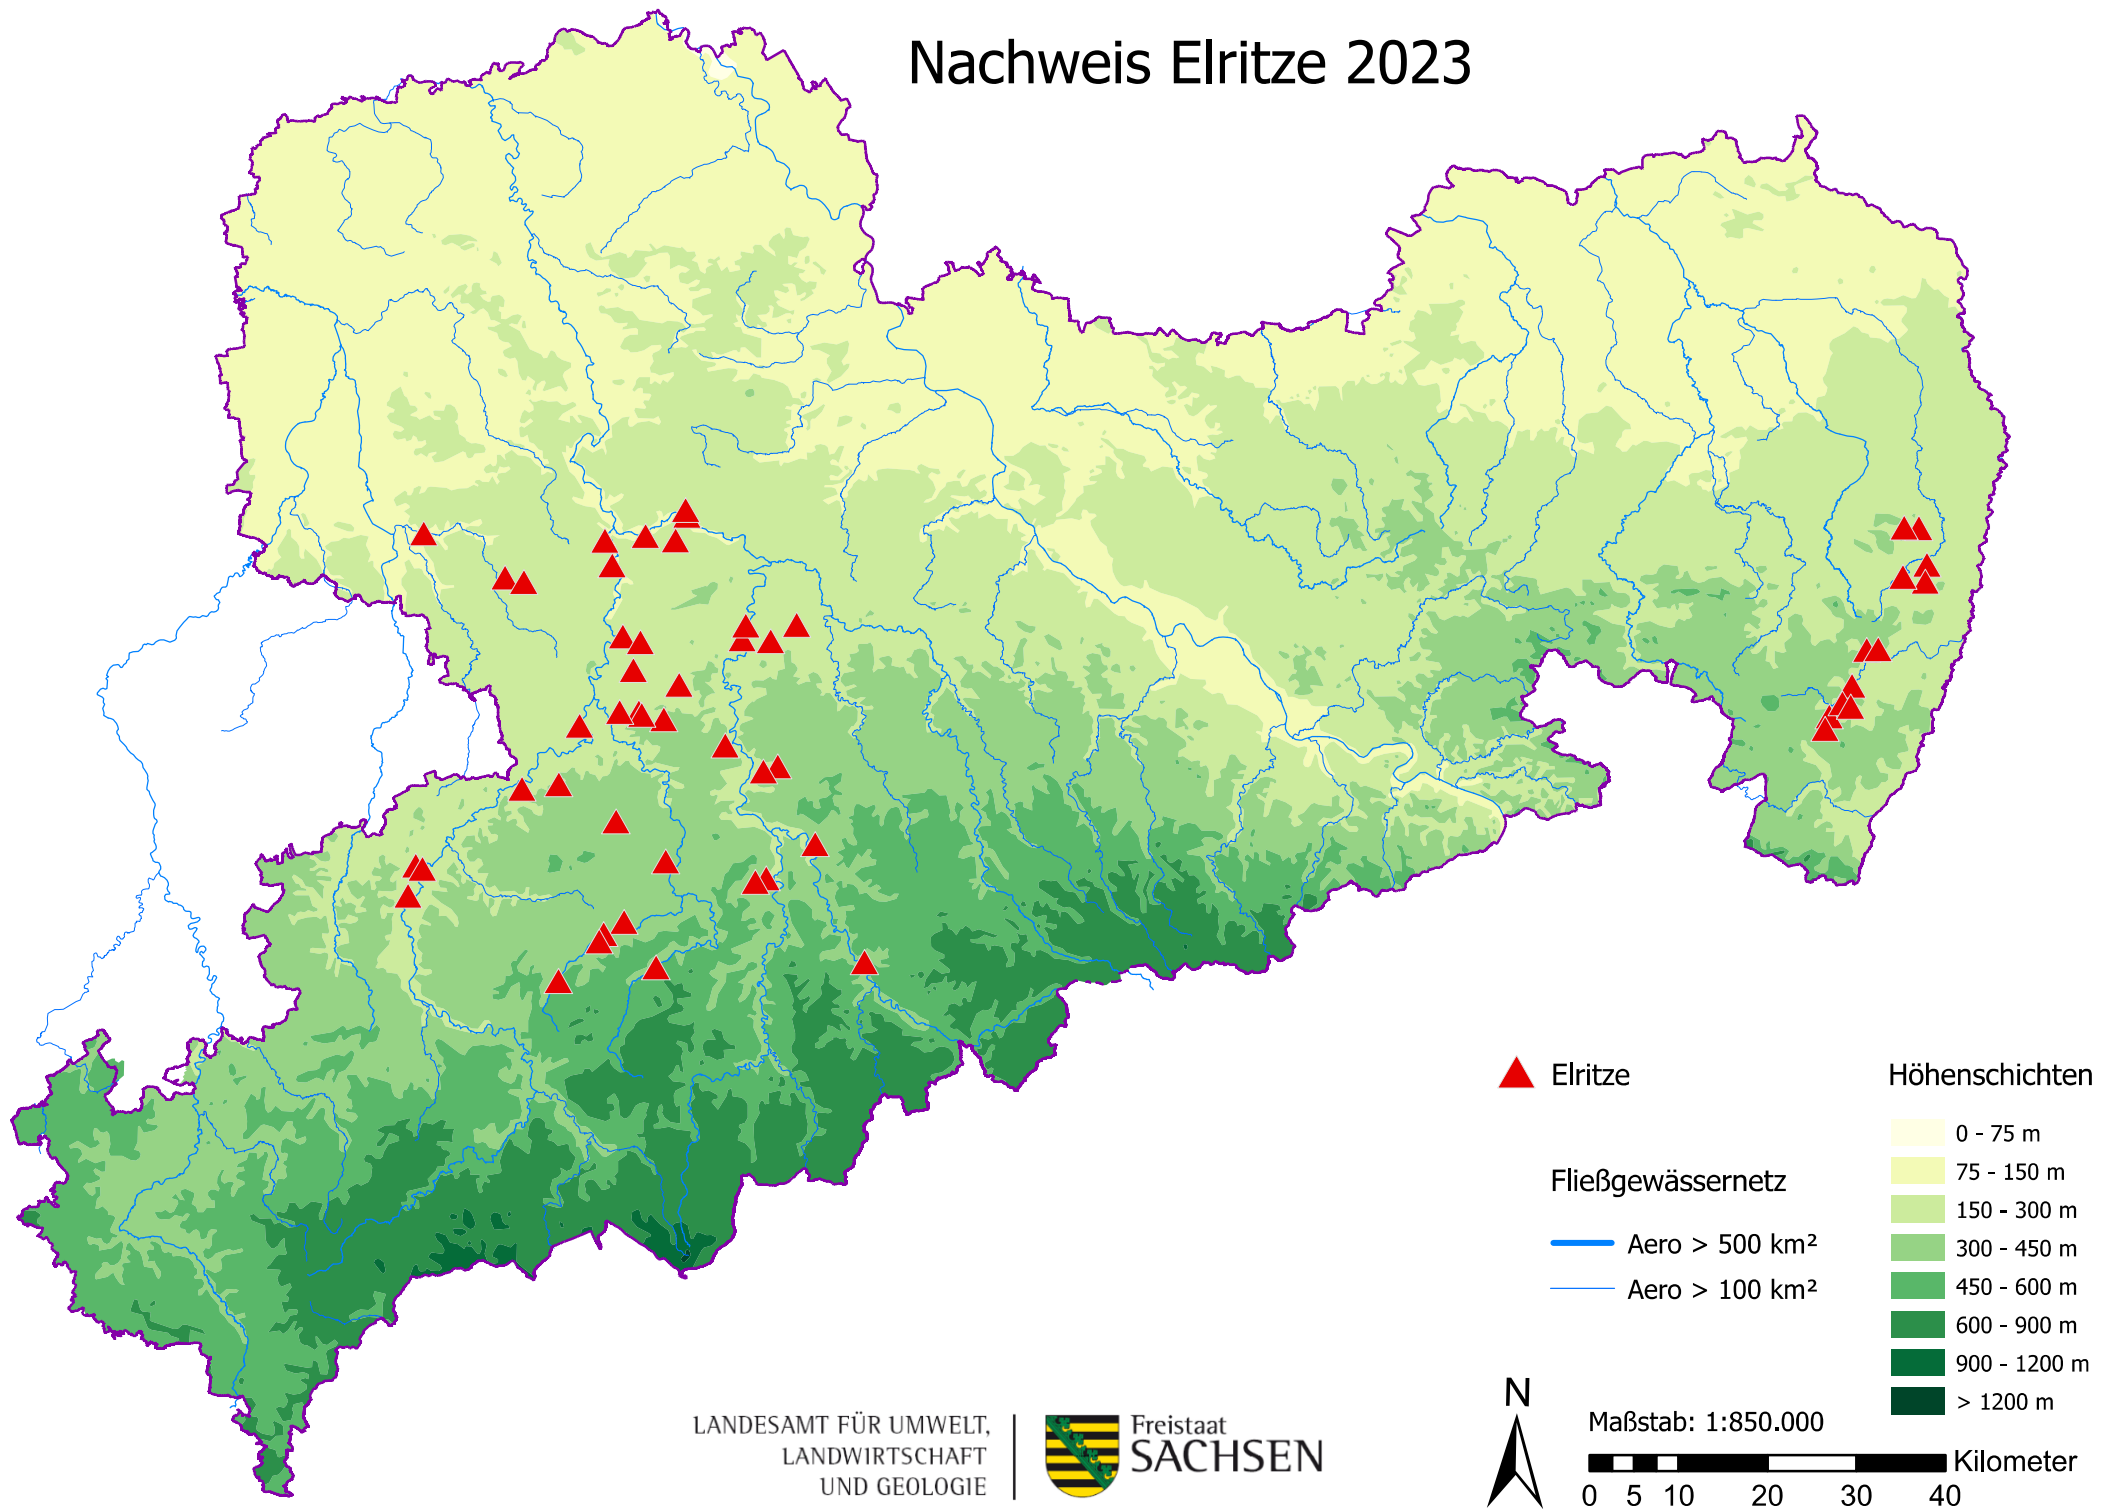 Nachweis Elritze 2023
Elritze
Fließgewässernetz
Aero > 500 km²
Aero > 100 km²
Höhenschichten
0 - 75 m
75 - 150 m
150 - 300 m
300 - 450 m
450 - 600 m
600 - 900 m
900 - 1200 m
> 1200 m
LANDESAMT FÜR UMWELT,
LANDWIRTSCHAFT
UND GEOLOGIE
Freistaat
SACHSEN
N
Maßstab: 1:850.000
Kilometer
0 5 10 20 30 40